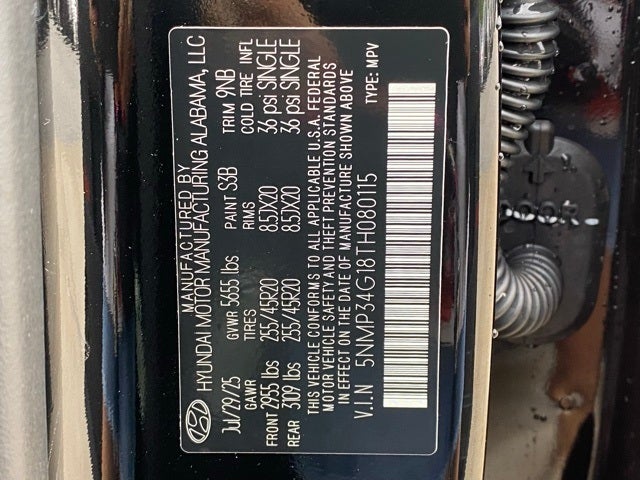 MANUFACTURED BY
HYUNDAI MOTOR MANUFACTURING ALABAMA, LLC
Jul/29/25 GVWR 5655 lbs PAINT S3B TRIM 9NB
GAWR TIRES RIMS COLD TIRE INFL
FRONT 2955 lbs 255/45R20 8.5JX20 36 psi SINGLE
REAR 3109 lbs 255/45R20 8.5JX20 36 psi SINGLE
THIS VEHICLE CONFORMS TO ALL APPLICABLE U.S.A. FEDERAL
MOTOR VEHICLE SAFETY AND THEFT PREVENTION STANDARDS
IN EFFECT ON THE DATE OF MANUFACTURE SHOWN ABOVE
V.I.N 5NMP34G18TH080115 TYPE: MPV